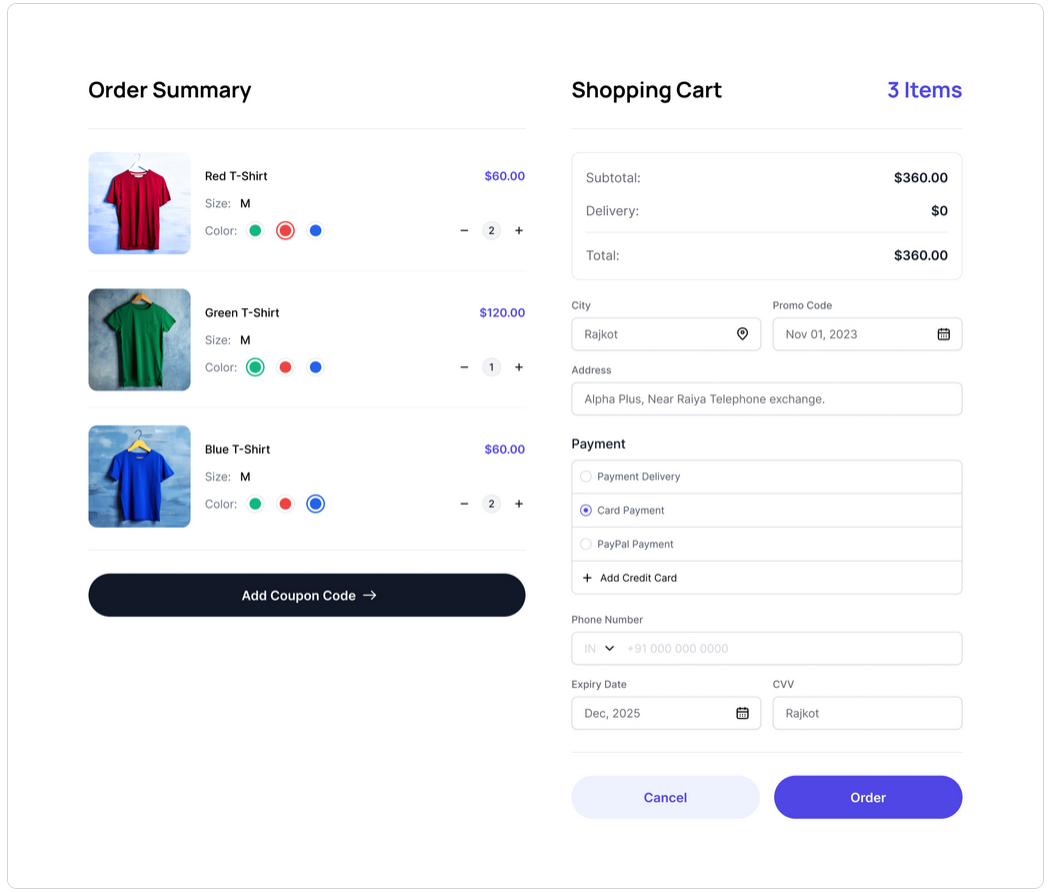 Order Summary
Red T-Shirt $60.00
Size: M
Color: − 2 +
Green T-Shirt $120.00
Size: M
Color: − 1 +
Blue T-Shirt $60.00
Size: M
Color: − 2 +
Add Coupon Code →
Shopping Cart 3 Items
Subtotal: $360.00
Delivery: $0
Total: $360.00
City Promo Code
Rajkot Nov 01, 2023
Address
Alpha Plus, Near Raiya Telephone exchange.
Payment
Payment Delivery
Card Payment
PayPal Payment
+ Add Credit Card
Phone Number
IN +91 000 000 0000
Expiry Date CVV
Dec, 2025 Rajkot
Cancel Order